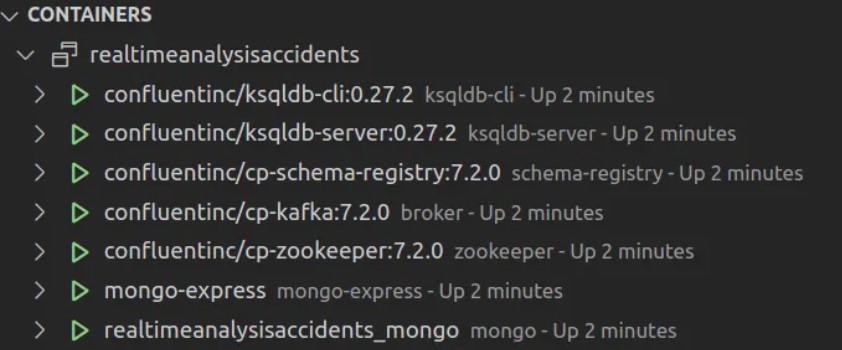 CONTAINERS
realtimeanalysisaccidents
confluentinc/ksqldb-cli:0.27.2 ksqldb-cli - Up 2 minutes
confluentinc/ksqldb-server:0.27.2 ksqldb-server - Up 2 minutes
confluentinc/cp-schema-registry:7.2.0 schema-registry - Up 2 minutes
confluentinc/cp-kafka:7.2.0 broker - Up 2 minutes
confluentinc/cp-zookeeper:7.2.0 zookeeper - Up 2 minutes
mongo-express mongo-express - Up 2 minutes
realtimeanalysisaccidents_mongo mongo - Up 2 minutes